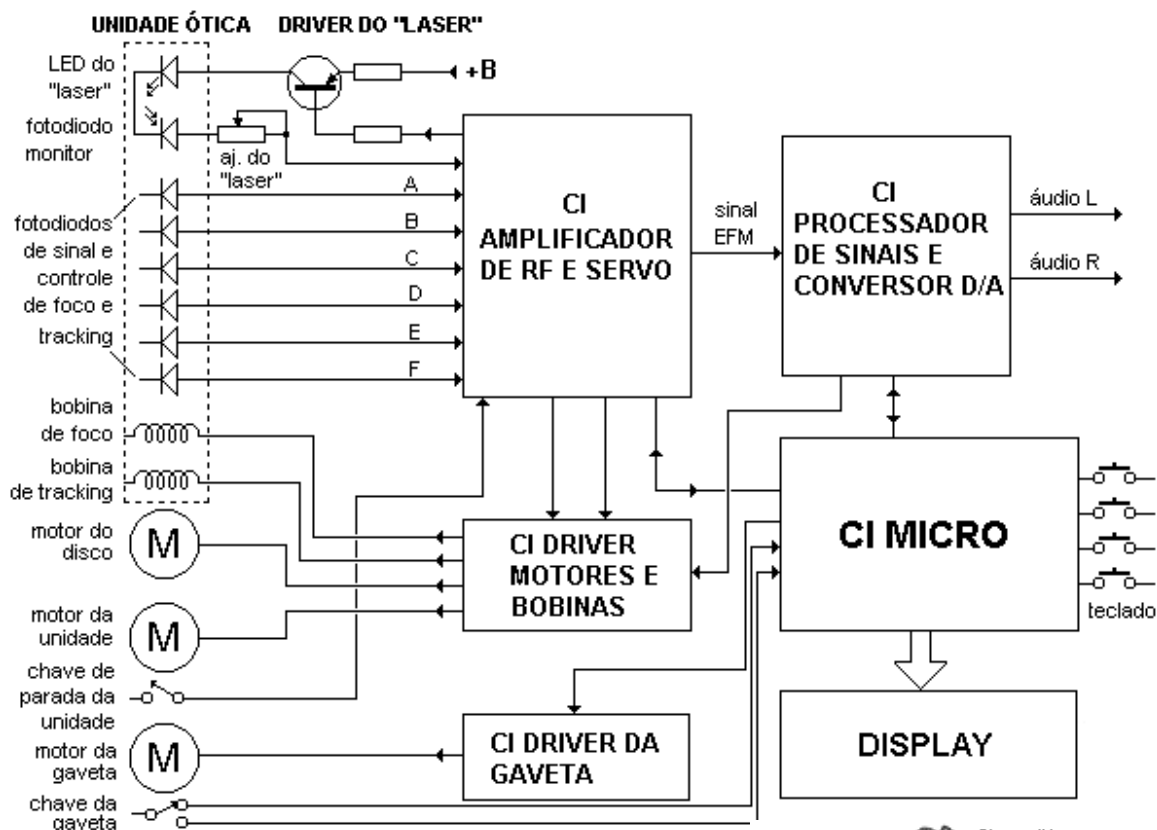 UNIDADE ÓTICA
DRIVER DO "LASER"
LED do
"laser"
+B
fotodiodo
monitor
aj. do
"laser"
fotodiodos
de sinal e
controle
de foco e
tracking
A
B
C
D
E
F
CI
AMPLIFICADOR
DE RF E SERVO
sinal
EFM
CI
PROCESSADOR
DE SINAIS E
CONVERSOR D/A
áudio L
áudio R
bobina
de foco
bobina
de tracking
motor do
disco
M
CI DRIVER
MOTORES E
BOBINAS
CI MICRO
teclado
motor da
unidade
M
chave de
parada da
unidade
motor da
gaveta
M
CI DRIVER DA
GAVETA
DISPLAY
chave da
gaveta